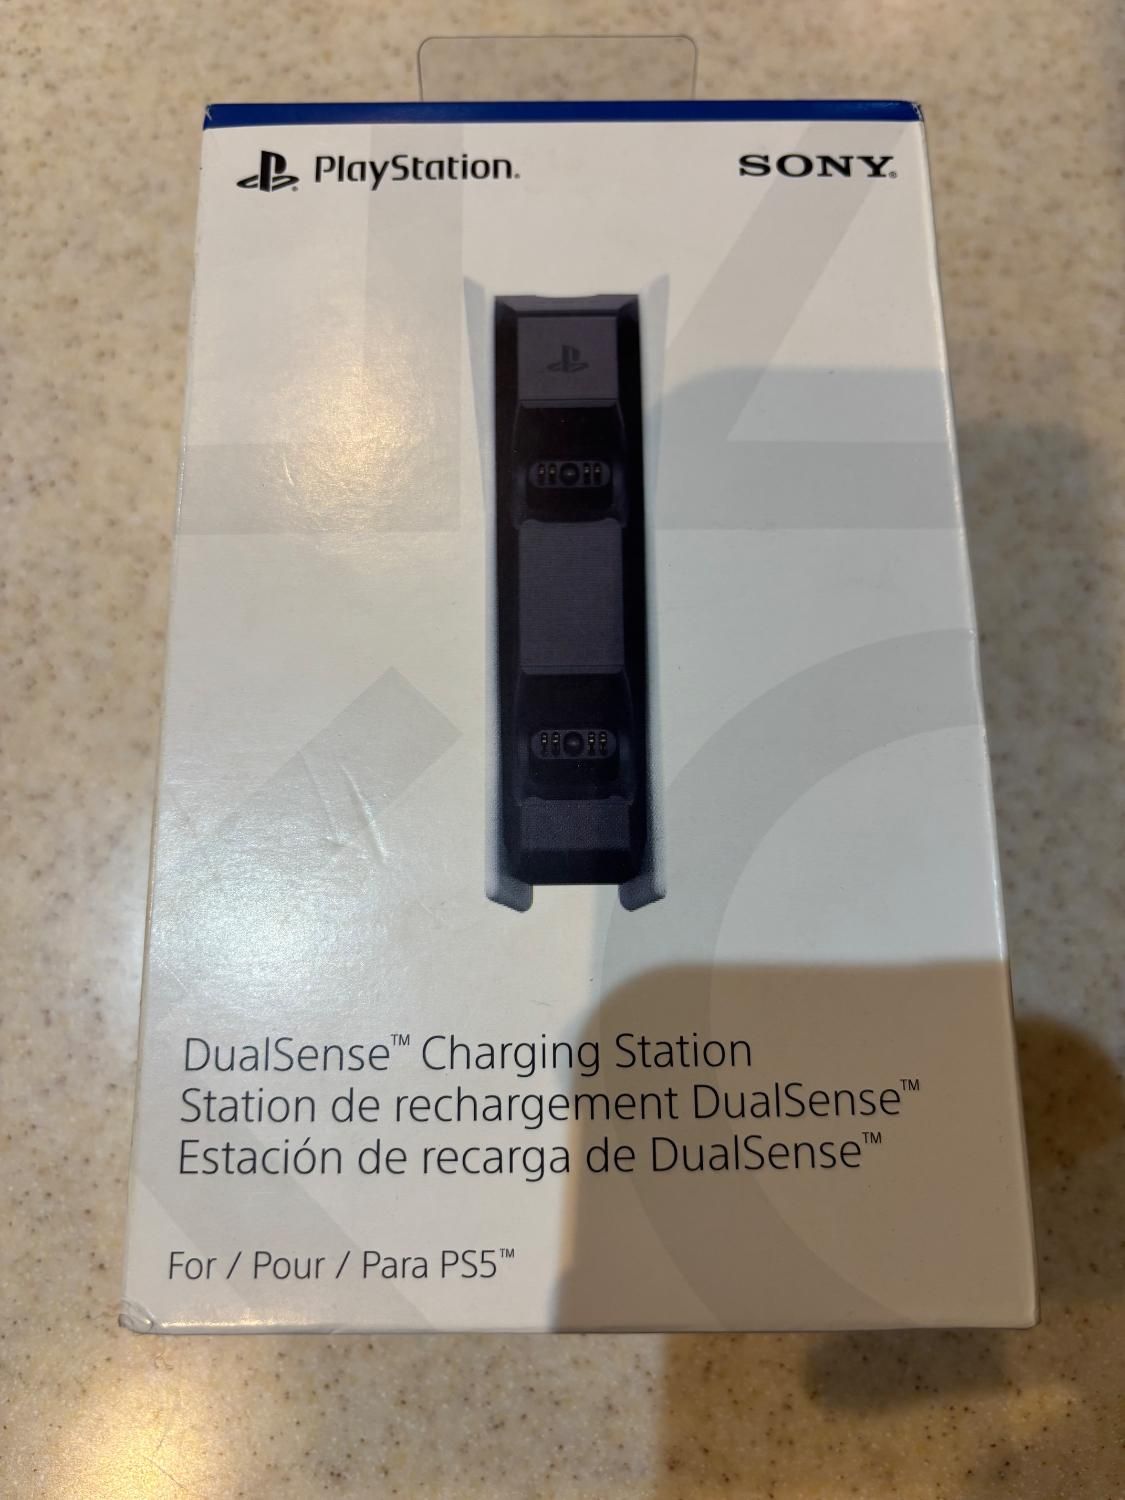 PlayStation®
SONY®
DualSense™ Charging Station
Station de rechargement DualSense™
Estación de recarga de DualSense™
For / Pour / Para PS5™